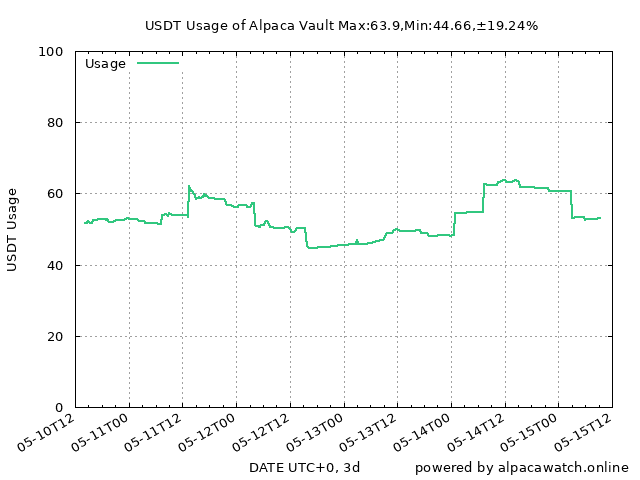 USDT Usage of Alpaca Vault Max:63.9,Min:44.66,±19.24%
Usage
100
80
60
40
20
0
USDT Usage
05-10T12
05-11T00
05-11T12
05-12T00
05-12T12
05-13T00
05-13T12
05-14T00
05-14T12
05-15T00
05-15T12
DATE UTC+0, 3d
powered by alpacawatch.online